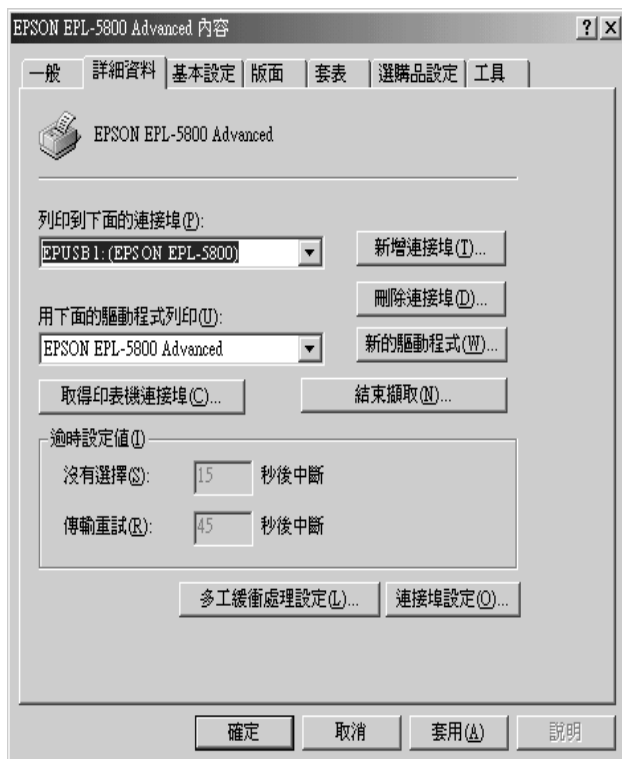 EPSON EPL-5800 Advanced 內容
一般 詳細資料 基本設定 版面 套表 選購品設定 工具
EPSON EPL-5800 Advanced
列印到下面的連接埠(P):
EPUSB1:(EPSON EPL-5800)
新增連接埠(T)...
刪除連接埠(D)...
用下面的驅動程式列印(U):
EPSON EPL-5800 Advanced
新的驅動程式(W)...
取得印表機連接埠(C)...
結束擷取(N)...
逾時設定值(I)
沒有選擇(S): 15 秒後中斷
傳輸重試(R): 45 秒後中斷
多工緩衝處理設定(L)...
連接埠設定(O)...
確定 取消 套用(A) 說明